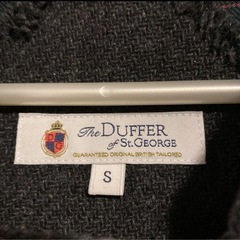 The DUFFER
of ST. GEORGE
GUARANTEED ORIGINAL BRITISH TAILORED
S